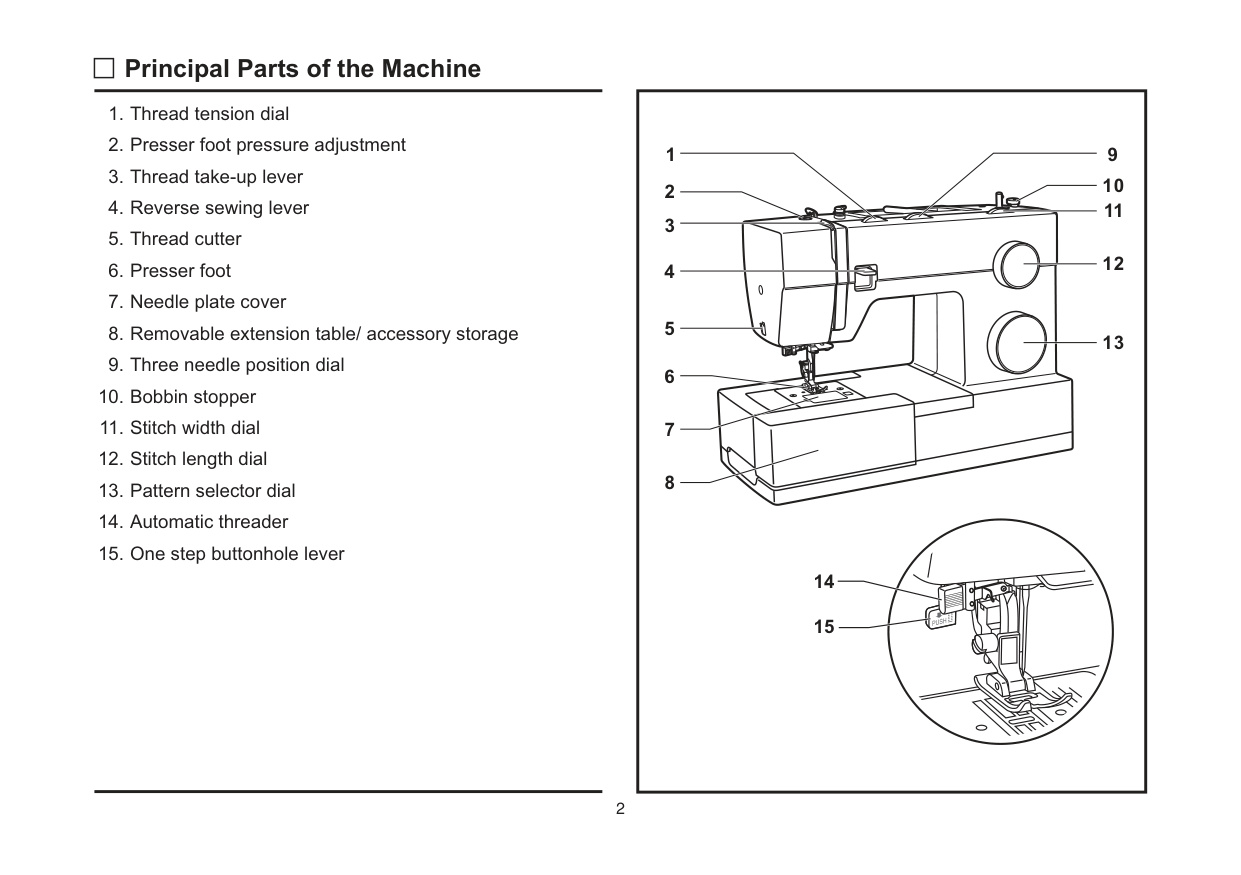 Principal Parts of the Machine
1. Thread tension dial
2. Presser foot pressure adjustment
3. Thread take-up lever
4. Reverse sewing lever
5. Thread cutter
6. Presser foot
7. Needle plate cover
8. Removable extension table/ accessory storage
9. Three needle position dial
10. Bobbin stopper
11. Stitch width dial
12. Stitch length dial
13. Pattern selector dial
14. Automatic threader
15. One step buttonhole lever
1
2
3
4
5
6
7
8
9
10
11
12
13
14
15
PUSH
2